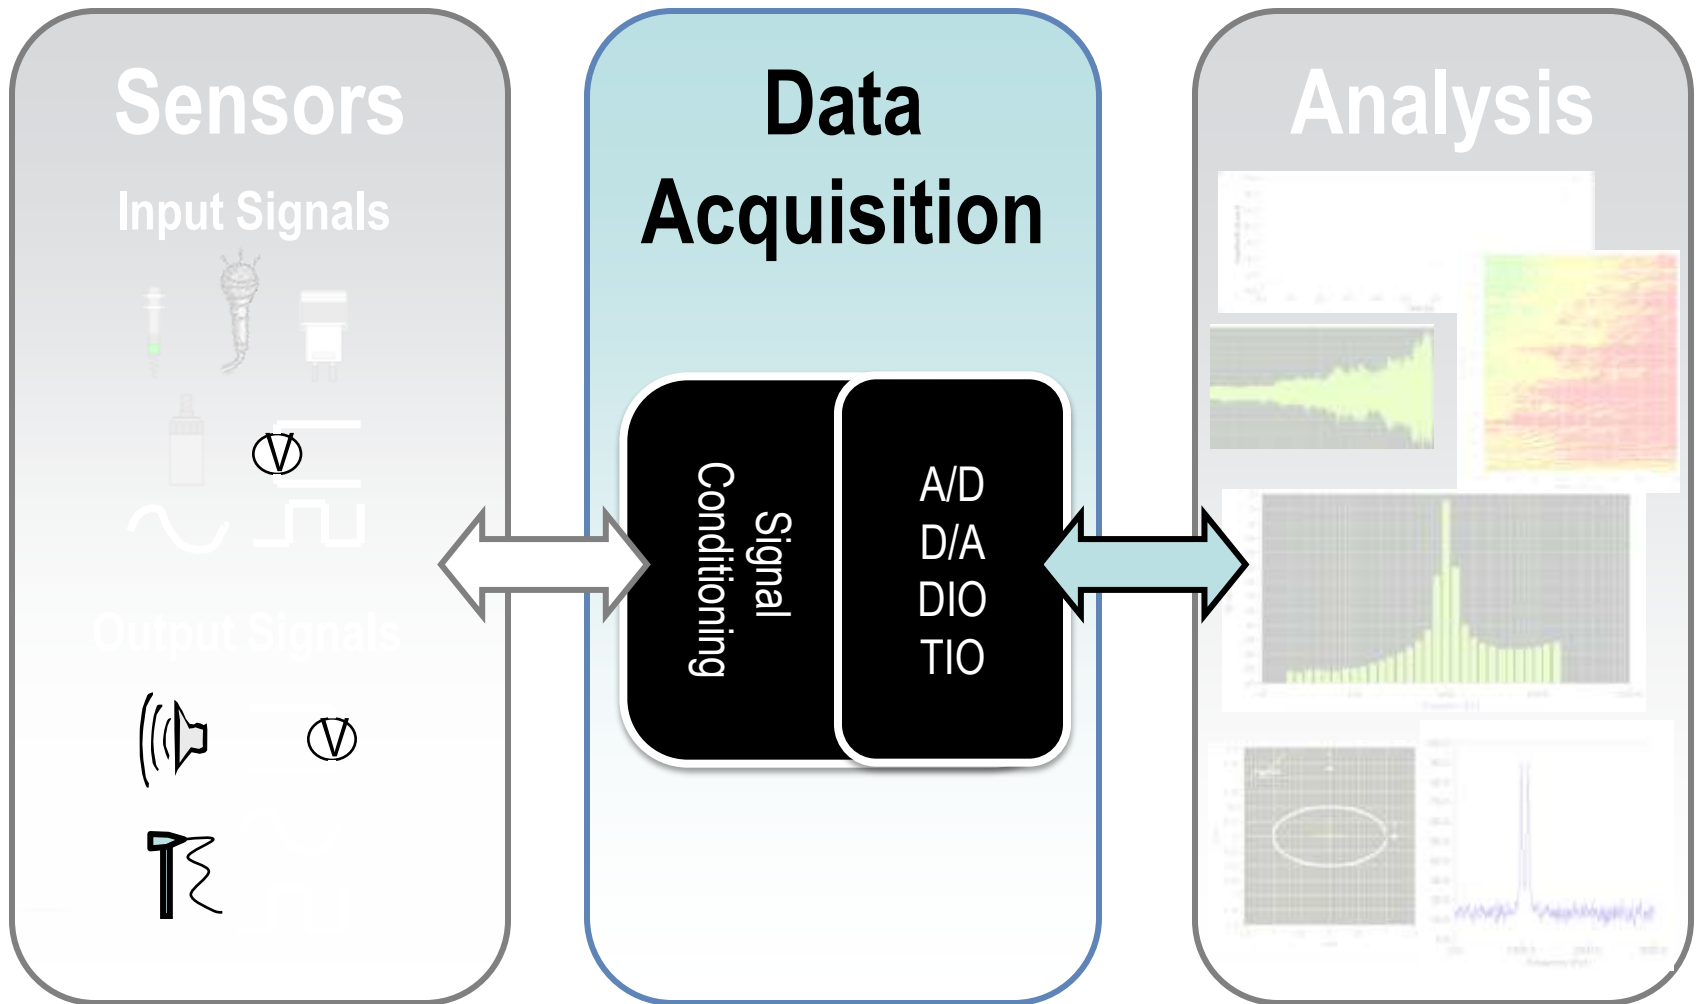 Sensors
Input Signals
V
Output Signals
V
Data
Acquisition
Signal
Conditioning
A/D
D/A
DIO
TIO
Analysis